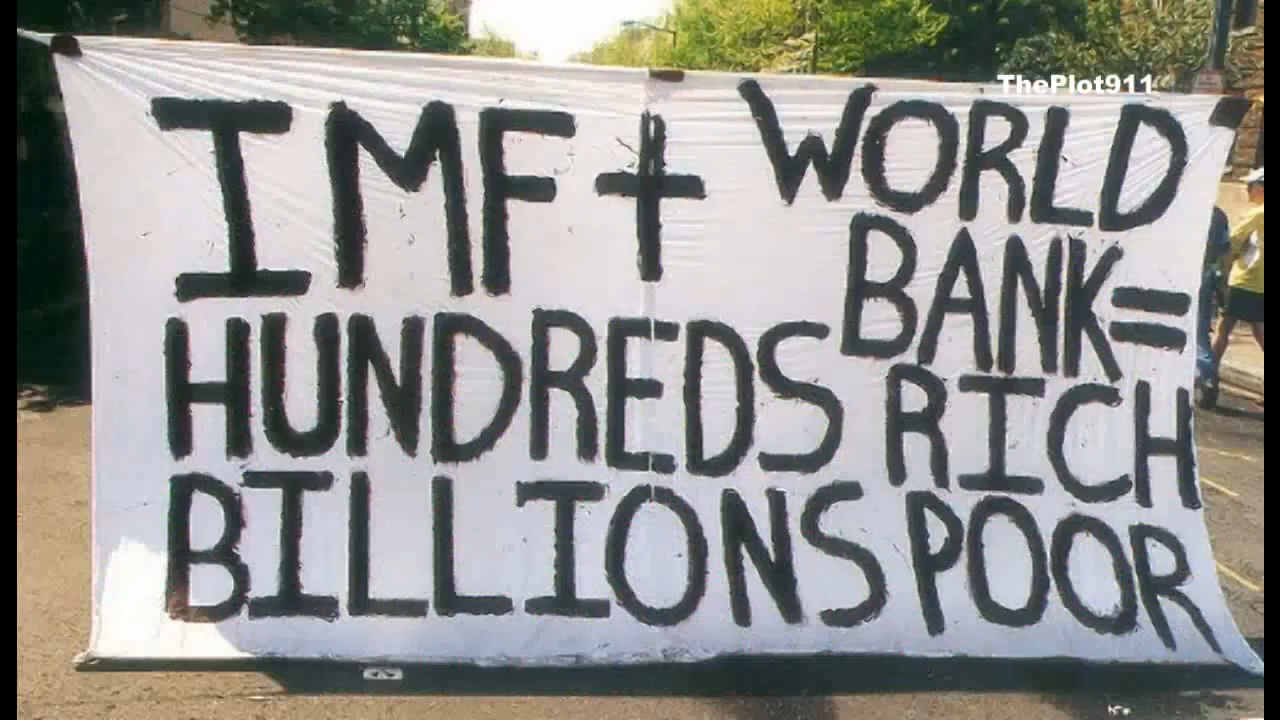 ThePlot911
IMF + WORLD
BANK =
HUNDREDS RICH
BILLIONS POOR